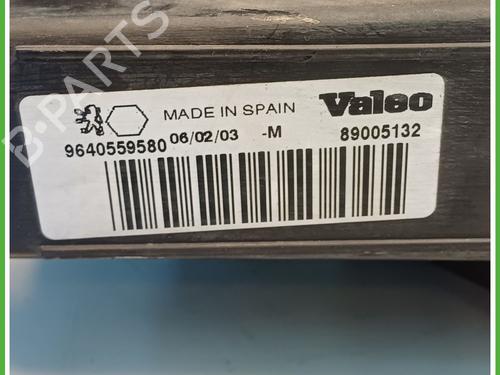 B-PARTS
MADE IN SPAIN
Valeo
9640559580
06/02/03
-M
89005132